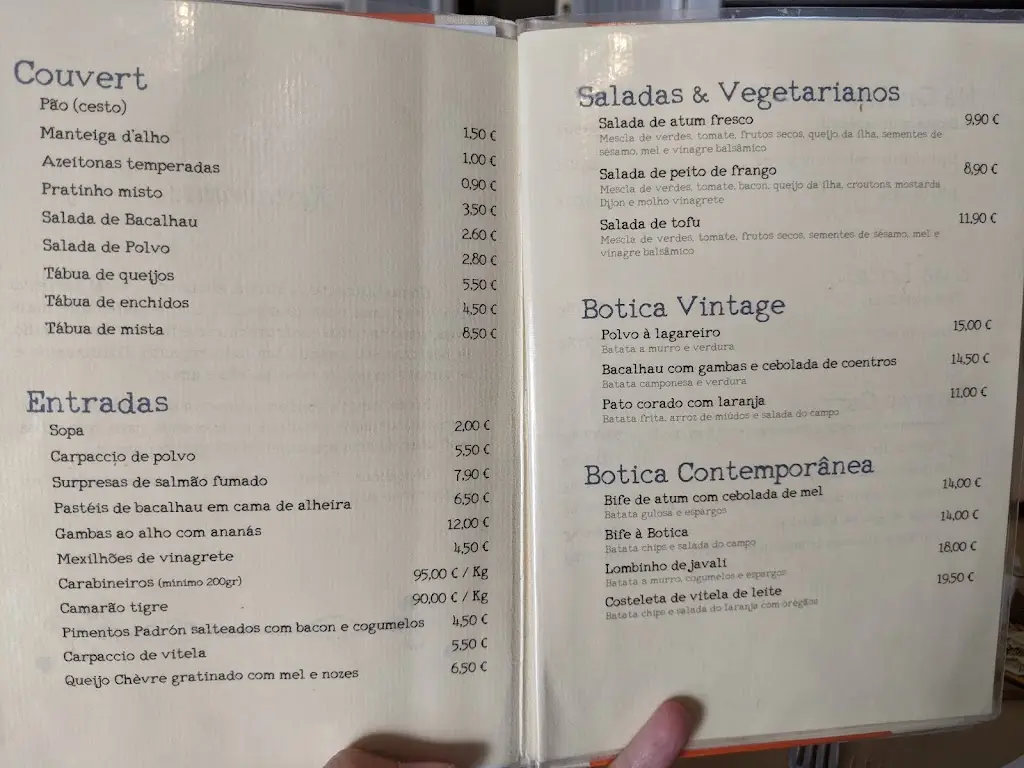 Couvert
Pão (cesto) 1,50 €
Manteiga d'alho 1,00 €
Azeitonas temperadas 0,90 €
Pratinho misto 3,50 €
Salada de Bacalhau 2,60 €
Salada de Polvo 2,80 €
Tábua de queijos 5,50 €
Tábua de enchidos 4,50 €
Tábua de mista 8,50 €
Entradas
Sopa 2,00 €
Carpaccio de polvo 5,50 €
Surpresas de salmão fumado 7,90 €
Pastéis de bacalhau em cama de alheira 6,50 €
Gambas ao alho com ananás 12,00 €
Mexilhões de vinagrete 4,50 €
Carabineiros (mínimo 200gr) 95,00 € / Kg
Camarão tigre 90,00 € / Kg
Pimentos Padrón salteados com bacon e cogumelos 4,50 €
Carpaccio de vitela 5,50 €
Queijo Chèvre gratinado com mel e nozes 6,50 €
Saladas & Vegetarianos
Salada de atum fresco 9,90 €
Mescla de verdes, tomate, frutos secos, queijo da ilha, sementes de
sésamo, mel e vinagre balsâmico
Salada de peito de frango 8,90 €
Mescla de verdes, tomate, bacon, queijo da ilha, croutons, mostarda
Dijon e molho vinagrete
Salada de tofu 11,90 €
Mescla de verdes, tomate, frutos secos, sementes de sésamo, mel e
vinagre balsâmico
Botica Vintage
Polvo à lagareiro 15,00 €
Batata a murro e verdura
Bacalhau com gambas e cebolada de coentros 14,50 €
Batata camponesa e verdura
Pato corado com laranja 11,00 €
Batata frita, arroz de miúdos e salada do campo
Botica Contemporânea
Bife de atum com cebolada de mel 14,00 €
Batata gulosa e espargos
Bife à Botica 14,00 €
Batata chips e salada do campo
Lombinho de javali 18,00 €
Batata a murro, cogumelos e espargos
Costeleta de vitela de leite 19,50 €
Batata chips e salada do laranja com orégãos